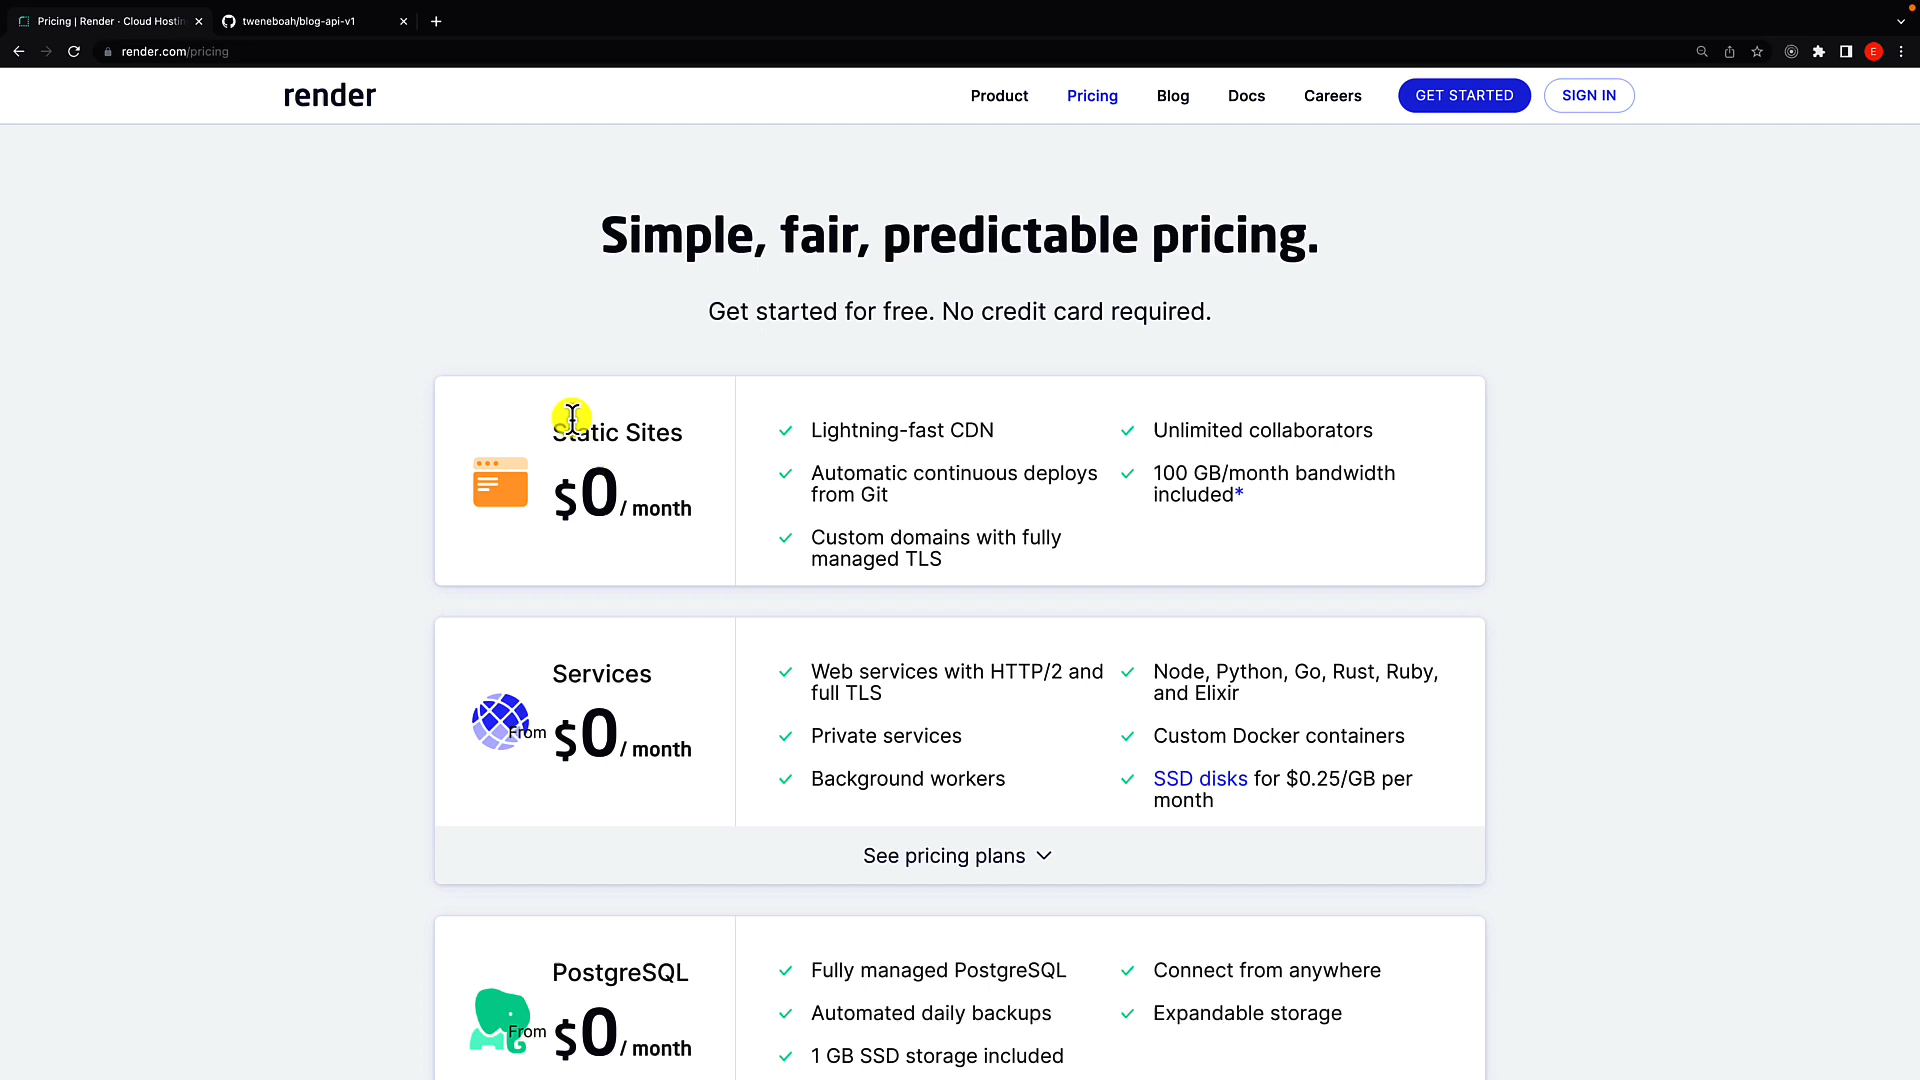 Pricing | Render · Cloud Hostin
tweneboah/blog-api-v1
render.com/pricing
E
render
Product
Pricing
Blog
Docs
Careers
GET STARTED
SIGN IN
Simple, fair, predictable pricing.
Get started for free. No credit card required.
Static Sites
$0/ month
Lightning-fast CDN
Automatic continuous deploys
from Git
Custom domains with fully
managed TLS
Unlimited collaborators
100 GB/month bandwidth
included*
Services
From $0/ month
Web services with HTTP/2 and
full TLS
Private services
Background workers
Node, Python, Go, Rust, Ruby,
and Elixir
Custom Docker containers
SSD disks for $0.25/GB per
month
See pricing plans
PostgreSQL
From $0/ month
Fully managed PostgreSQL
Automated daily backups
1 GB SSD storage included
Connect from anywhere
Expandable storage